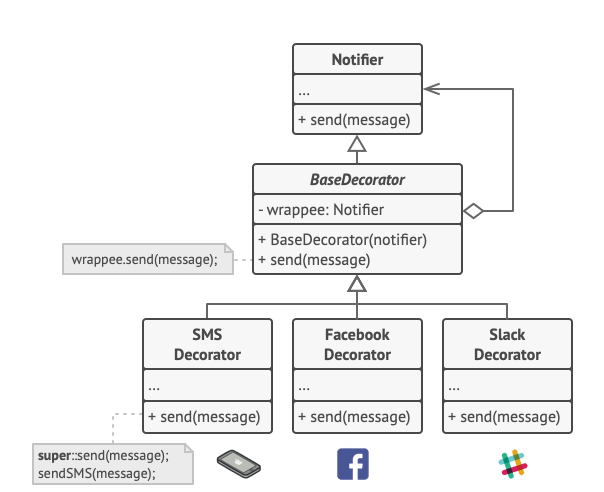 Notifier
...
+ send(message)
BaseDecorator
- wrappee: Notifier
+ BaseDecorator(notifier)
+ send(message)
wrappee.send(message);
SMS
Decorator
...
+ send(message)
Facebook
Decorator
...
+ send(message)
Slack
Decorator
...
+ send(message)
super::send(message);
sendSMS(message);